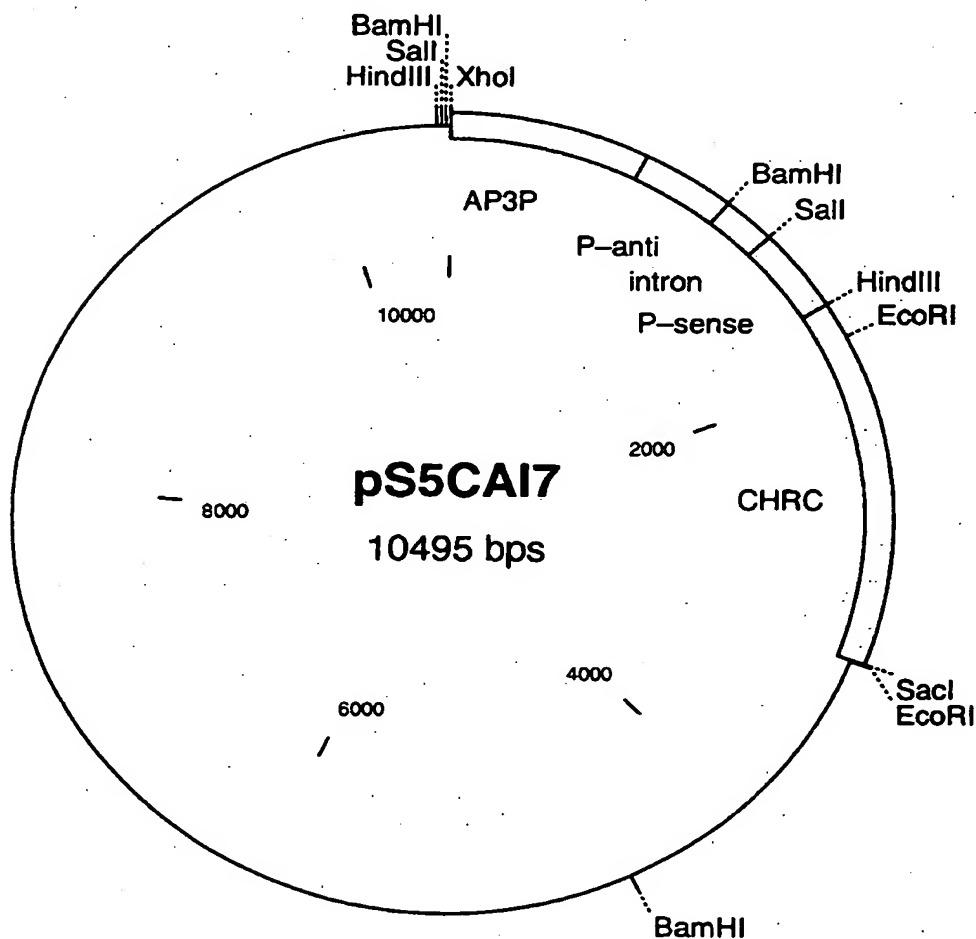 BamHI
SalI
HindIII XhoI
BamHI
SalI
HindIII
EcoRI
AP3P
P–anti
intron
P–sense
10000
2000
CHRC
pS5CAI7
10495 bps
8000
4000
6000
SacI
EcoRI
BamHI